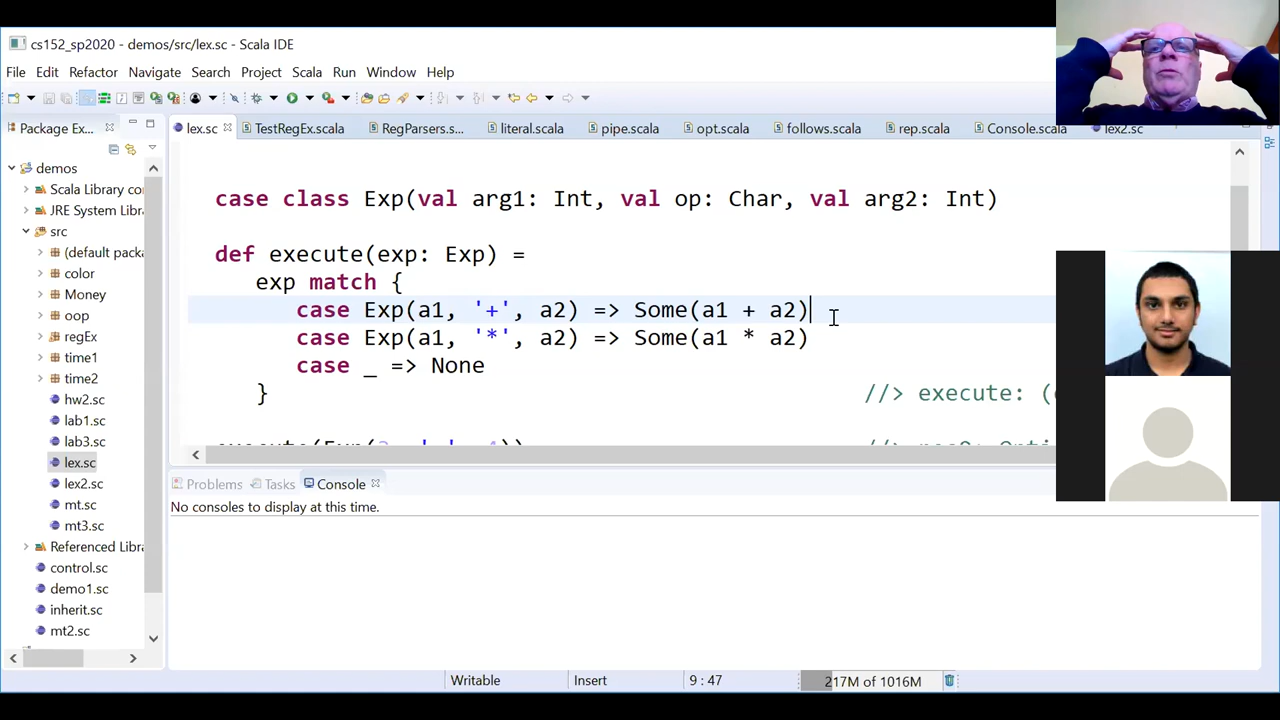 cs152_sp2020 - demos/src/lex.sc - Scala IDE
File Edit Refactor Navigate Search Project Scala Run Window Help
Package Ex...
lex.sc TestRegEx.scala RegParsers.s... literal.scala pipe.scala opt.scala follows.scala rep.scala Console.scala lex2.sc
demos
Scala Library co
JRE System Libr
src
(default pack
color
Money
oop
regEx
time1
time2
hw2.sc
lab1.sc
lab3.sc
lex.sc
lex2.sc
mt.sc
mt3.sc
Referenced Libr
control.sc
demo1.sc
inherit.sc
mt2.sc
case class Exp(val arg1: Int, val op: Char, val arg2: Int)
def execute(exp: Exp) =
exp match {
case Exp(a1, '+', a2) => Some(a1 + a2)
case Exp(a1, '*', a2) => Some(a1 * a2)
case _ => None
} //> execute: (
Problems Tasks Console
No consoles to display at this time.
Writable Insert 9 : 47 217M of 1016M